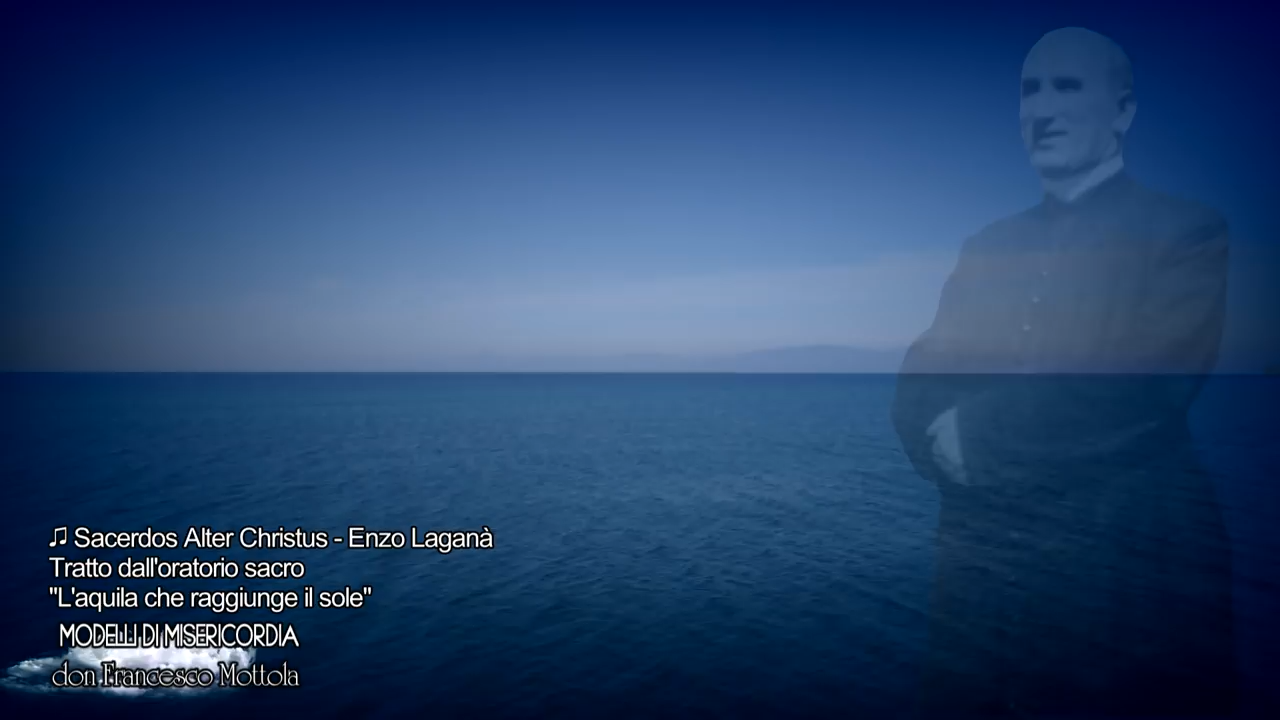 ♫ Sacerdos Alter Christus - Enzo Laganà
Tratto dall'oratorio sacro
"L'aquila che raggiunge il sole"
MODELLI DI MISERICORDIA
don Francesco Mottola